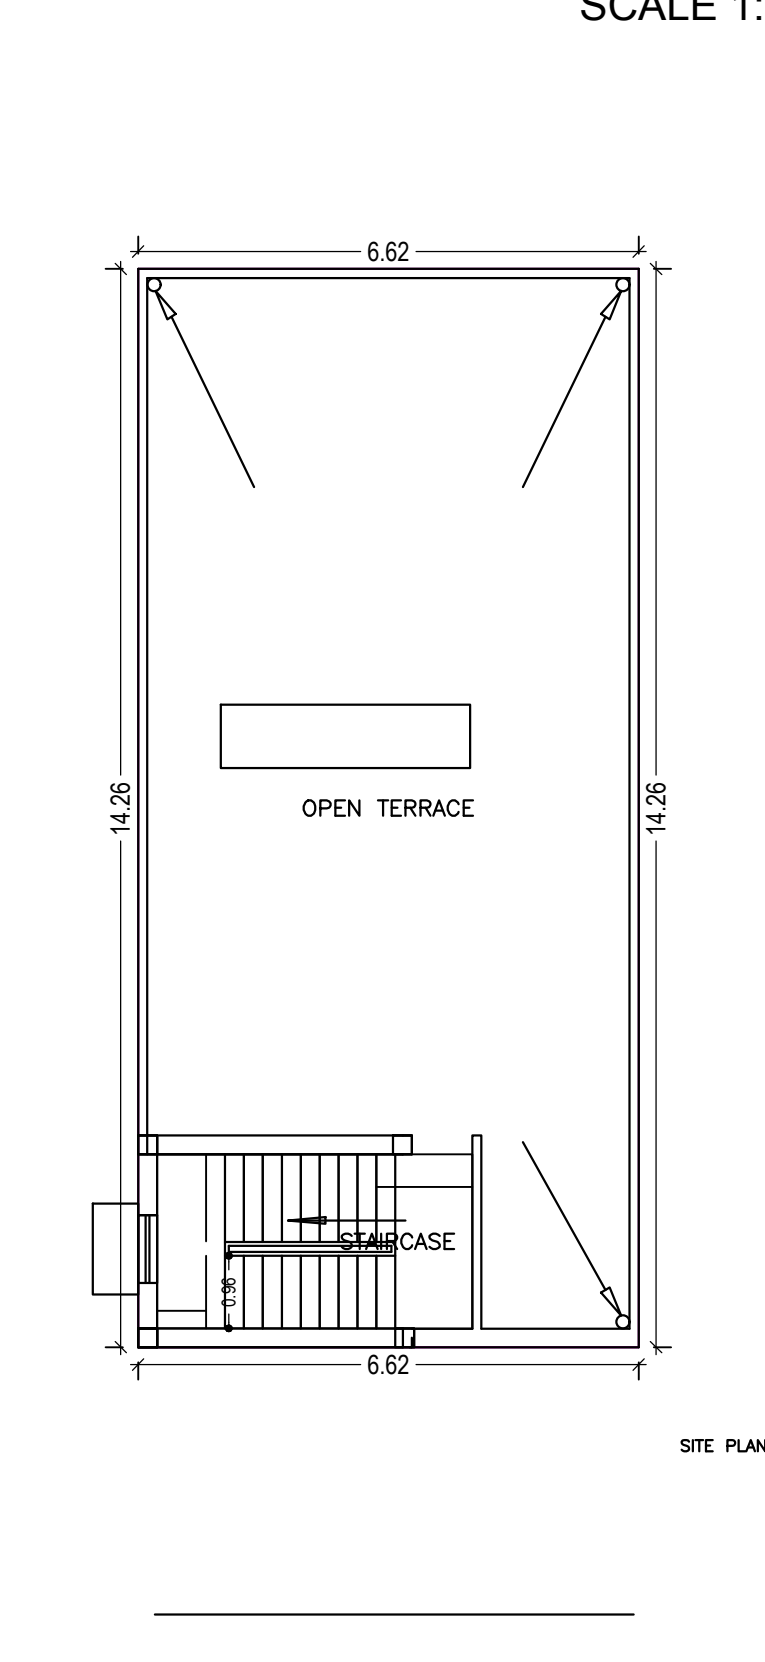 SCALE 1:
6.62
14.26
14.26
OPEN TERRACE
STAIRCASE
0.96
6.62
SITE PLAN